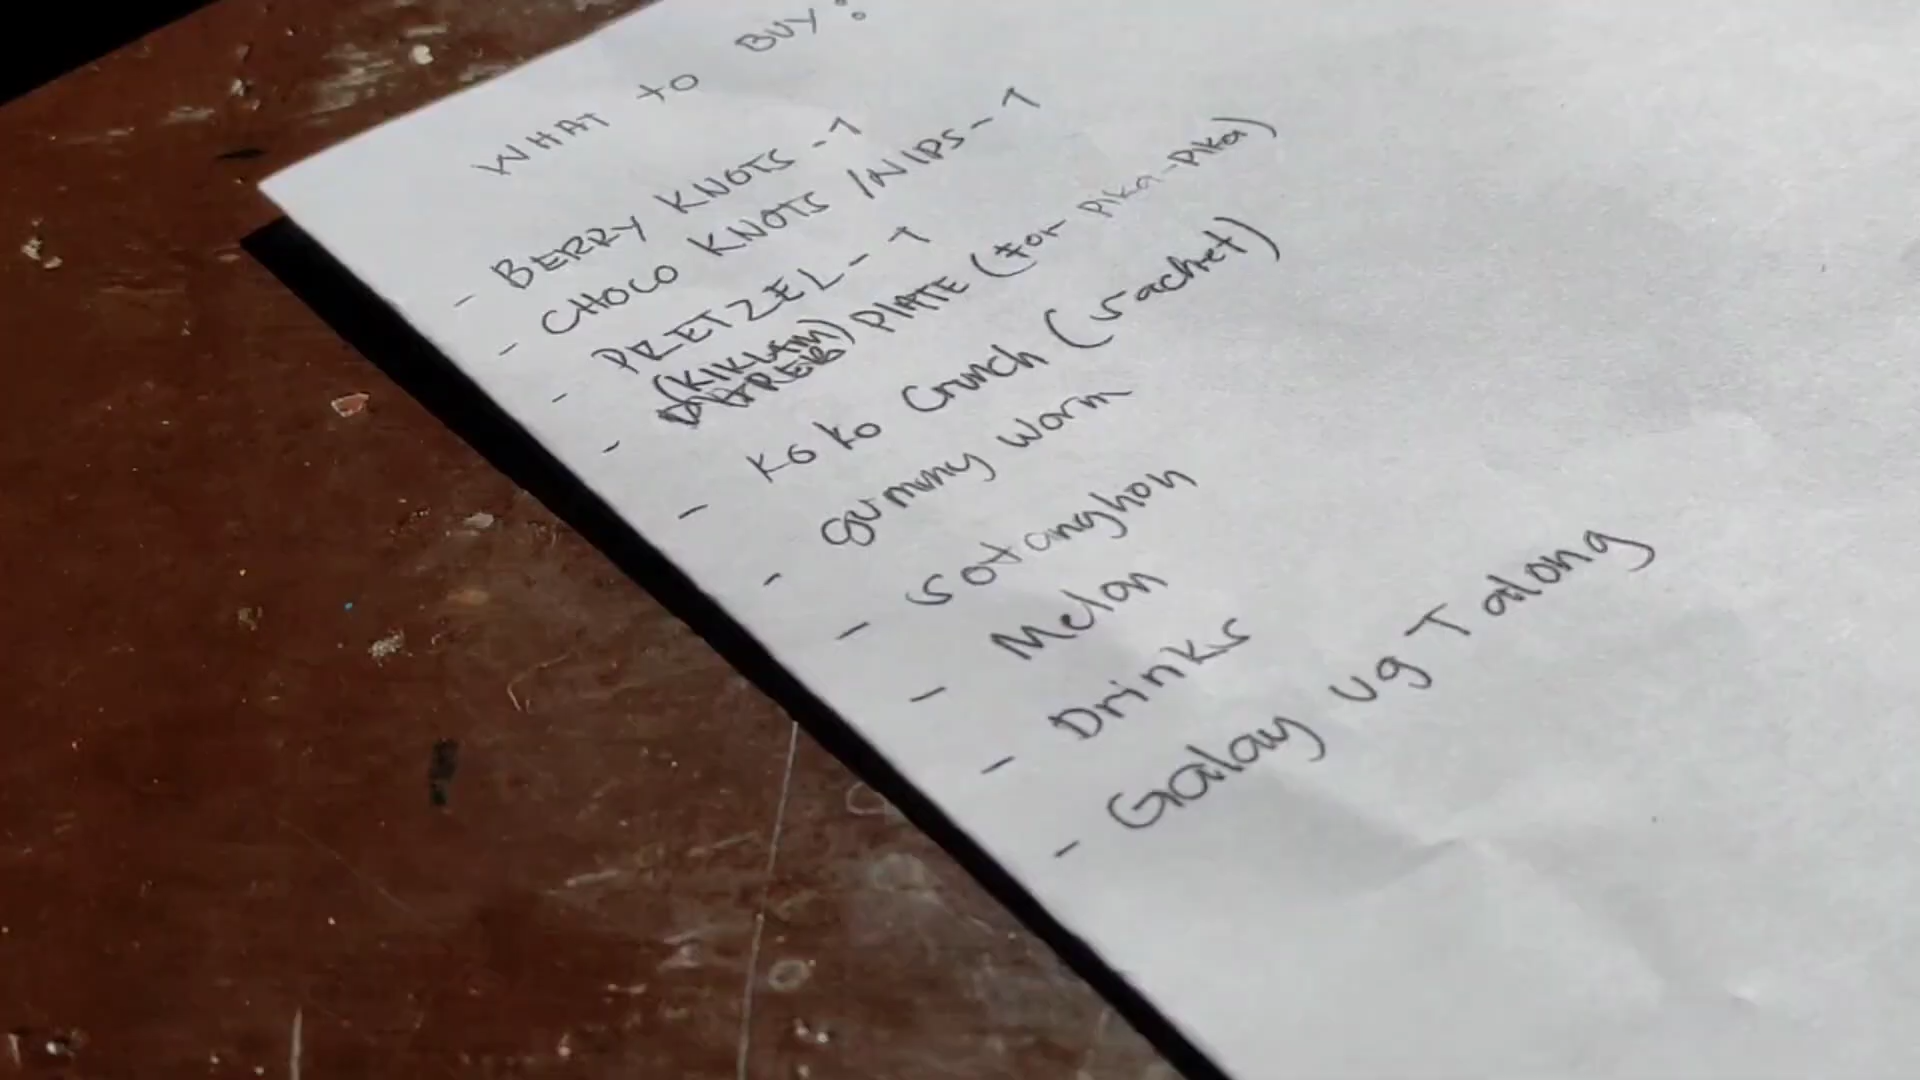 WHAT to BUY:
- BERRY KNOTS - 1
- CHOCO KNOTS / NIPS - 1
- PRETZEL - 1
- PLATE (for pika-pika)
- Koko Crunch (sachet)
- Gummy Worm
- Sotanghon
- Melon
- Drinks
- Galay ug Talong